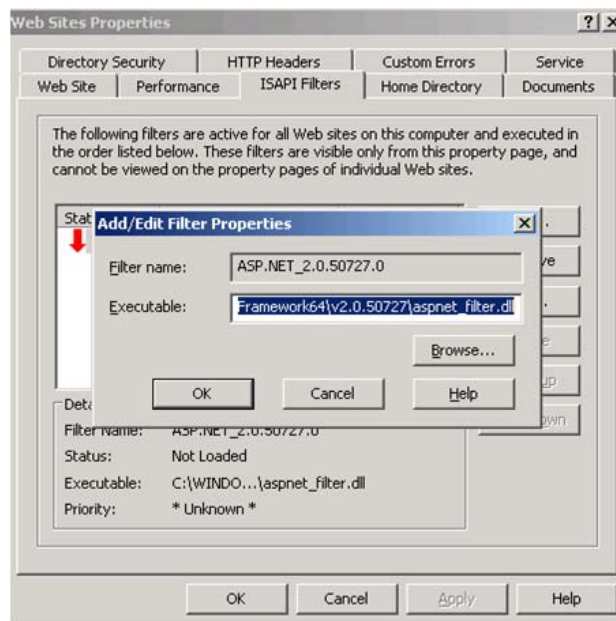 Web Sites Properties
Directory Security HTTP Headers Custom Errors Service
Web Site Performance ISAPI Filters Home Directory Documents
The following filters are active for all Web sites on this computer and executed in
the order listed below. These filters are visible only from this property page, and
cannot be viewed on the property pages of individual Web sites.
Add/Edit Filter Properties
Filter name: ASP.NET_2.0.50727.0
Executable: Framework64\v2.0.50727\aspnet_filter.dll
Browse...
OK Cancel Help
Filter Name: ASP.NET_2.0.50727.0
Status: Not Loaded
Executable: C:\WINDO...\aspnet_filter.dll
Priority: * Unknown *
OK Cancel Apply Help